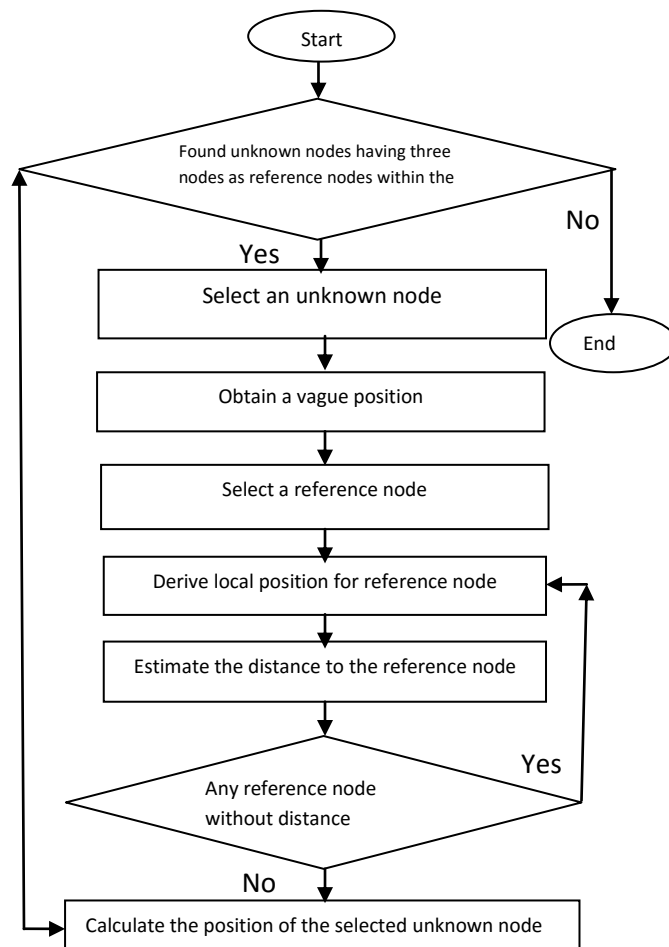 Start
Found unknown nodes having three
nodes as reference nodes within the
No
Yes
Select an unknown node
End
Obtain a vague position
Select a reference node
Derive local position for reference node
Estimate the distance to the reference node
Yes
Any reference node
without distance
No
Calculate the position of the selected unknown node